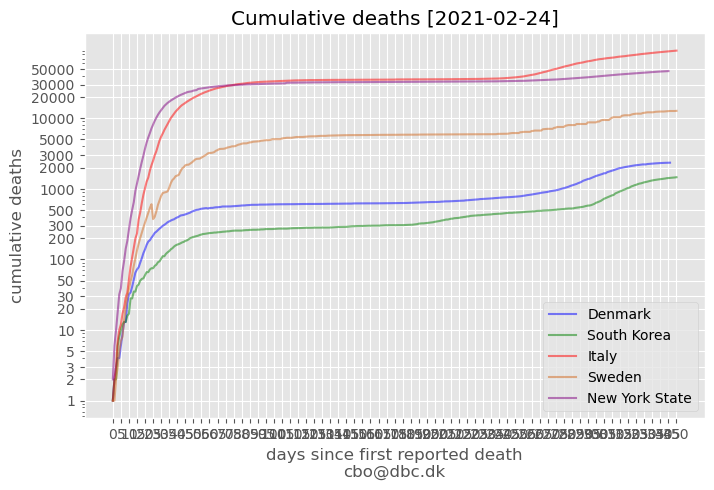 Cumulative deaths [2021-02-24]
cumulative deaths
50000
30000
20000
10000
5000
3000
2000
1000
500
300
200
100
50
30
20
10
5
3
2
1
Denmark
South Korea
Italy
Sweden
New York State
days since first reported death
cbo@dbc.dk